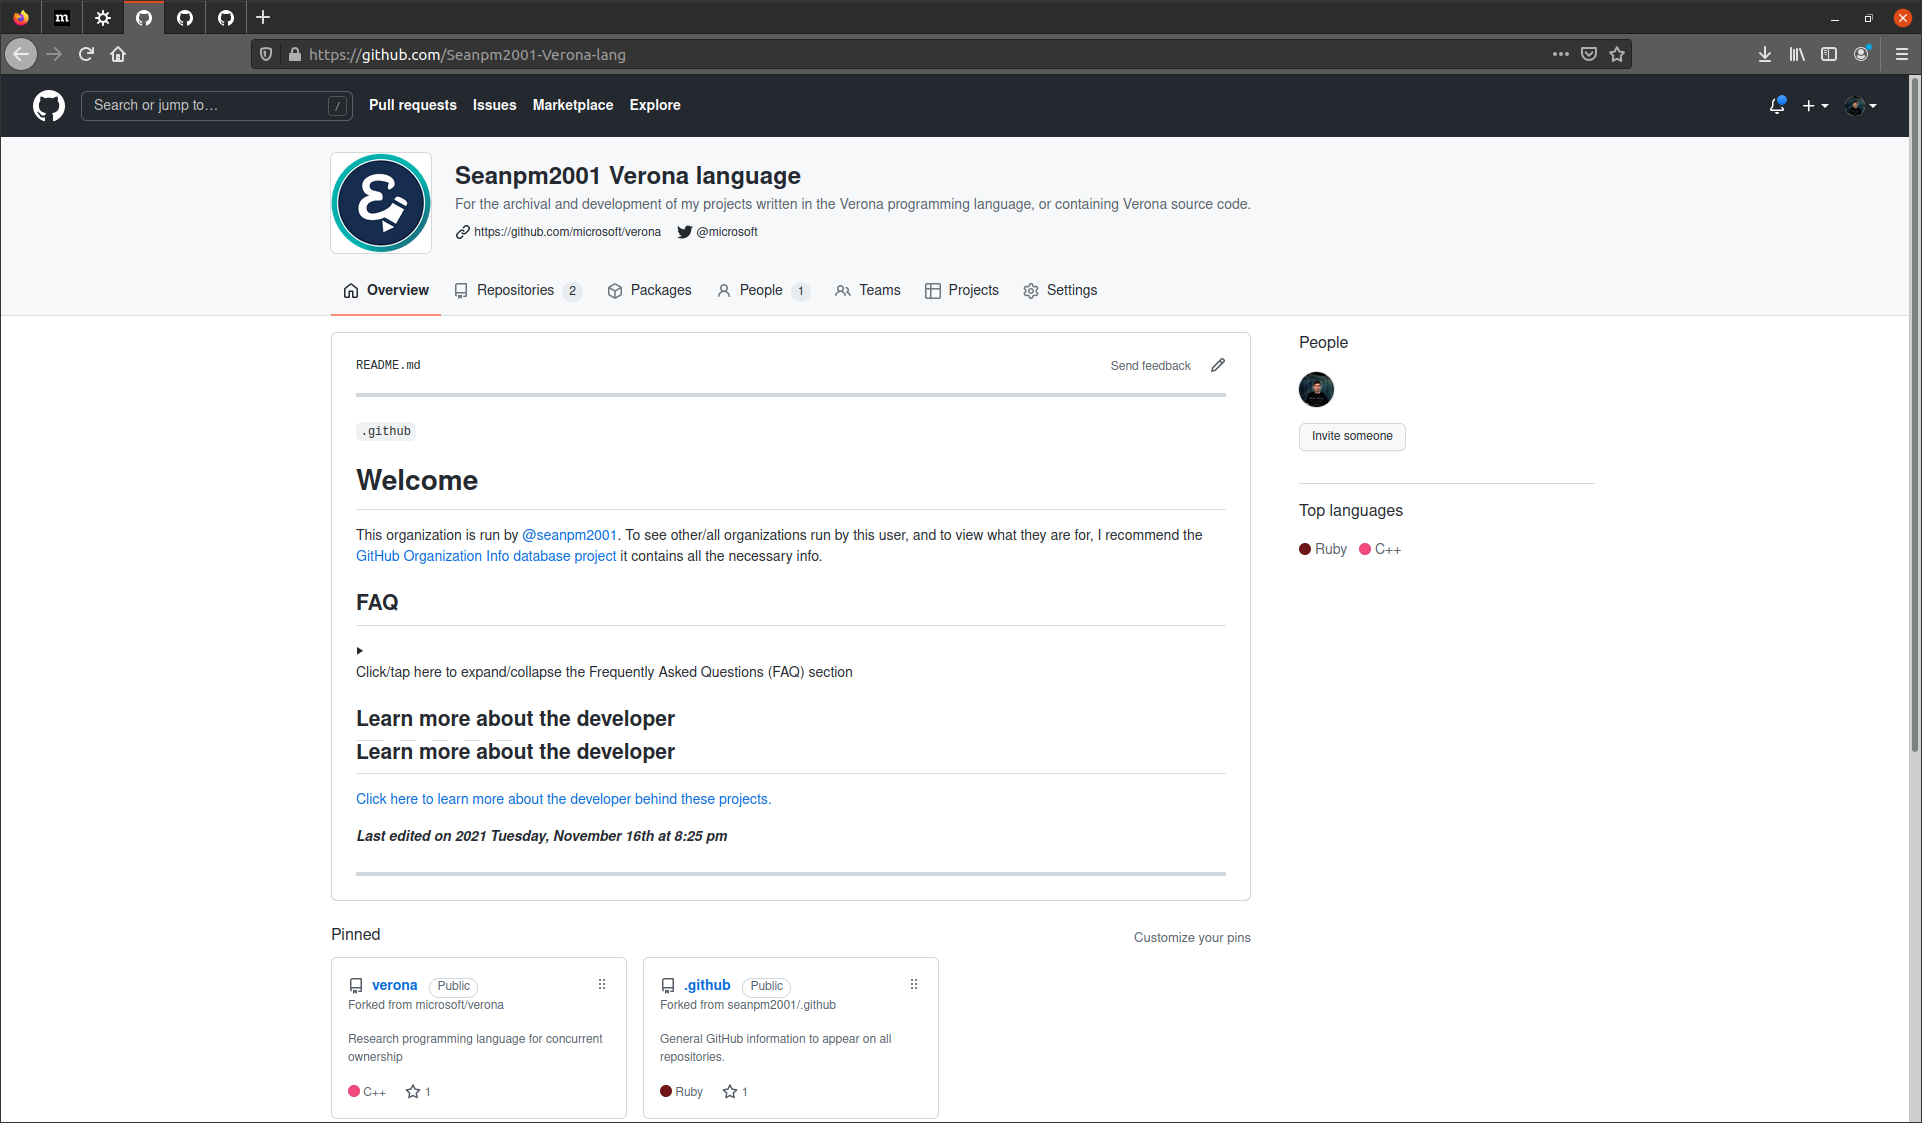 https://github.com/Seanpm2001-Verona-lang
Search or jump to… /
Pull requests Issues Marketplace Explore
Seanpm2001 Verona language
For the archival and development of my projects written in the Verona programming language, or containing Verona source code.
https://github.com/microsoft/verona @microsoft
Overview Repositories 2 Packages People 1 Teams Projects Settings
README.md Send feedback
.github
Welcome
This organization is run by @seanpm2001. To see other/all organizations run by this user, and to view what they are for, I recommend the
GitHub Organization Info database project it contains all the necessary info.
FAQ
Click/tap here to expand/collapse the Frequently Asked Questions (FAQ) section
Learn more about the developer
Learn more about the developer
Click here to learn more about the developer behind these projects.
Last edited on 2021 Tuesday, November 16th at 8:25 pm
People
Invite someone
Top languages
Ruby C++
Pinned Customize your pins
verona Public
Forked from microsoft/verona
Research programming language for concurrent
ownership
C++ 1
.github Public
Forked from seanpm2001/.github
General GitHub information to appear on all
repositories.
Ruby 1